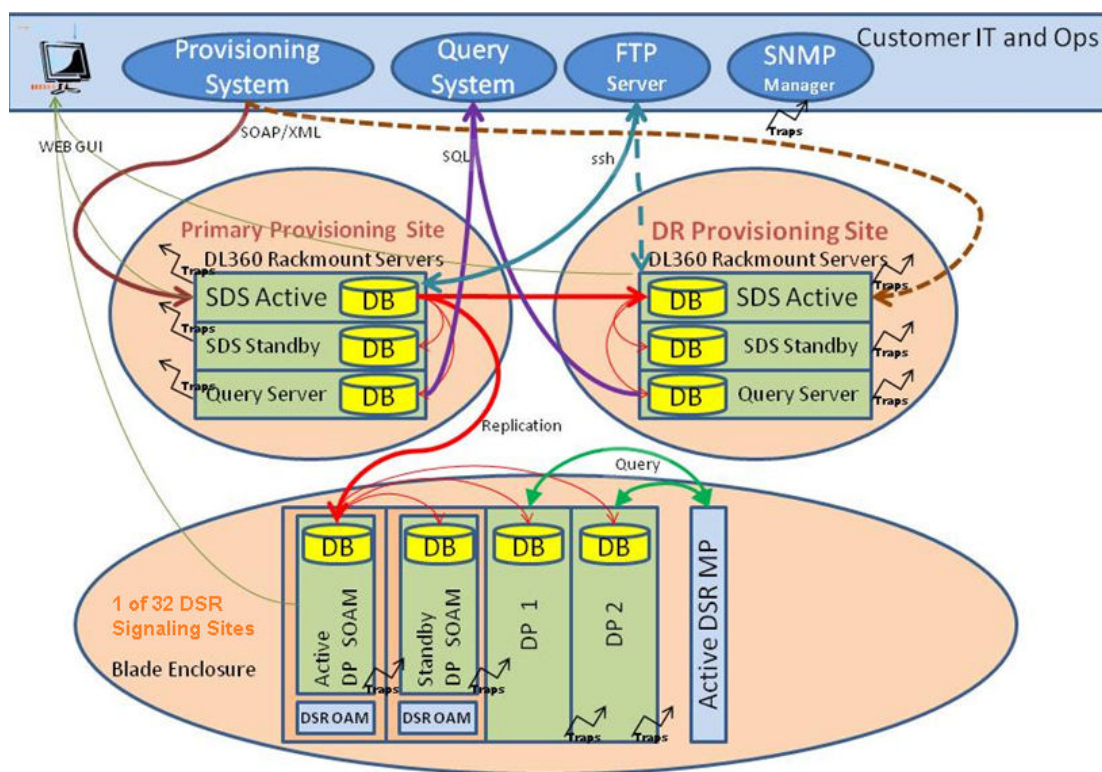 Customer IT and Ops
Provisioning
System
Query
System
FTP
Server
SNMP
Manager
Traps
SOAP/XML
WEB GUI
SQL
ssh
Primary Provisioning Site
DL360 Rackmount Servers
Traps
SDS Active
DB
Traps
SDS Standby
DB
Traps
Query Server
DB
DR Provisioning Site
DL360 Rackmount Servers
Traps
DB
SDS Active
DB
SDS Standby
Traps
DB
Query Server
Traps
Replication
Query
1 of 32 DSR
Signaling Sites
Blade Enclosure
DB
Active
DP SOAM
Traps
DSR OAM
DB
Standby
DP SOAM
Traps
DSR OAM
DB
DP 1
Traps
DB
DP 2
Traps
Active DSR MP